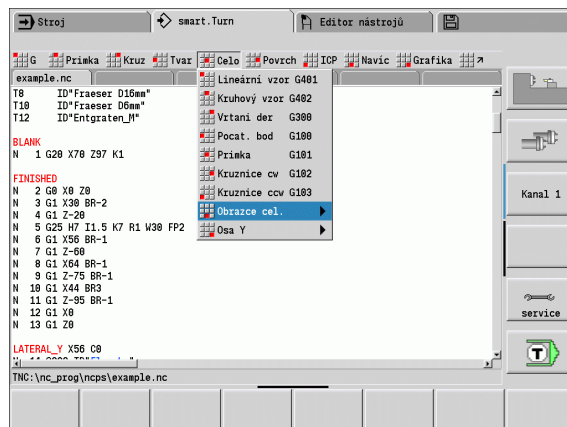 Stroj
smart.Turn
Editor nástrojů
G Primka Kruz Tvar Celo Povrch ICP Navíc Grafika
example.nc
T8 ID"Fraeser D16mm"
T10 ID"Fraeser D6mm"
T12 ID"Entgraten_M"
BLANK
N 1 G20 X70 Z97 K1
FINISHED
N 2 G0 X0 Z0
N 3 G1 X30 BR-2
N 4 G1 Z-20
N 5 G25 H7 I1.5 K7 R1 W30 FP2
N 6 G1 X56 BR-1
N 7 G1 Z-60
N 8 G1 X64 BR-1
N 9 G1 Z-75 BR-1
N 10 G1 X44 BR3
N 11 G1 Z-95 BR-1
N 12 G1 X0
N 13 G1 Z0
LATERAL_Y X56 C0
Lineárni vzor G401
Kruhový vzor G402
Vrtani der G300
Pocat. bod G100
Primka G101
Kruznice cw G102
Kruznice ccw G103
Obrazce cel.
Osa Y
TNC:\nc_prog\ncps\example.nc
Kanal 1
service
T